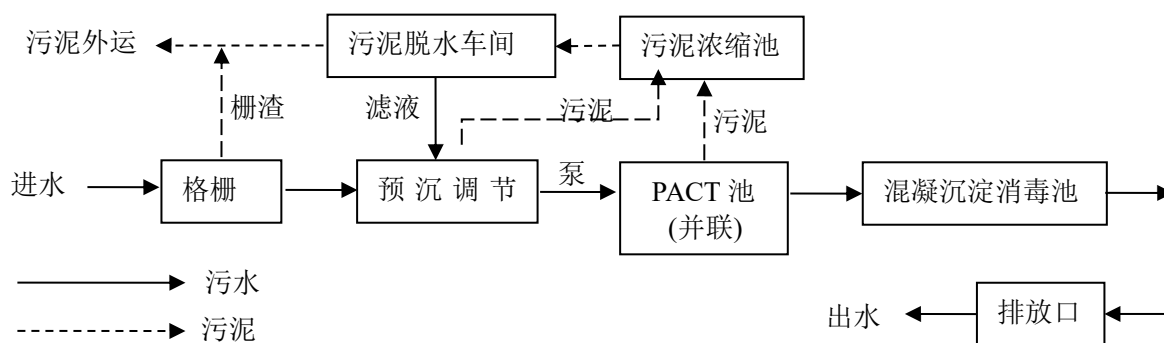 污泥外运
污泥脱水车间
污泥浓缩池
栅渣
滤液
污泥
污泥
进水
格栅
预 沉 调 节
泵
PACT 池
(并联)
混凝沉淀消毒池
污水
污泥
出水
排放口